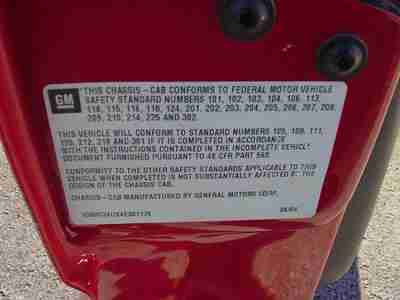 GM
THIS CHASSIS-CAB CONFORMS TO FEDERAL MOTOR VEHICLE
SAFETY STANDARD NUMBERS 101, 102, 103, 104, 106, 113,
114, 115, 116, 118, 124, 201, 202, 203, 204, 205, 206, 207, 208,
209, 210, 214, 225 AND 302.
THIS VEHICLE WILL CONFORM TO STANDARD NUMBERS 105, 108, 111,
120, 212, 219 AND 301 IF IT IS COMPLETED IN ACCORDANCE
WITH THE INSTRUCTIONS CONTAINED IN THE INCOMPLETE VEHICLE
DOCUMENT FURNISHED PURSUANT TO 49 CFR PART 568.
CONFORMITY TO THE OTHER SAFETY STANDARDS APPLICABLE TO THIS
VEHICLE WHEN COMPLETED IS NOT SUBSTANTIALLY AFFECTED BY THE
DESIGN OF THE CHASSIS CAB.
CHASSIS-CAB MANUFACTURED BY GENERAL MOTORS CORP.